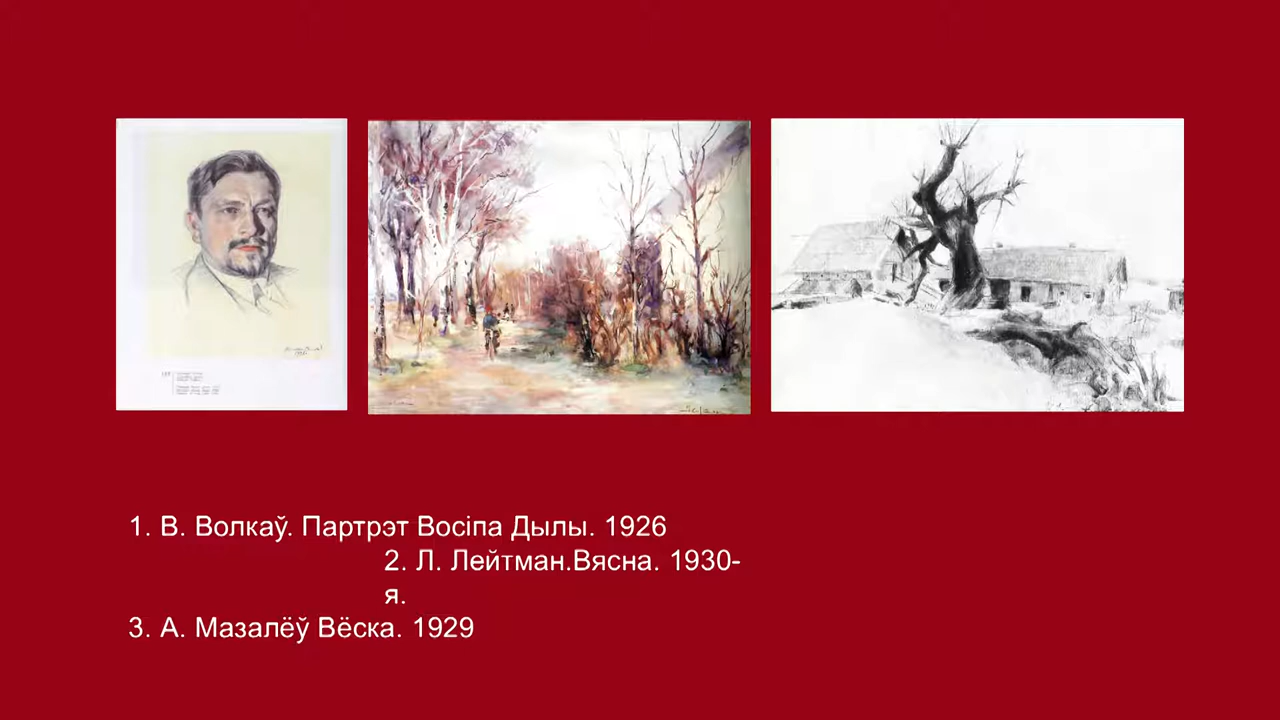 1. В. Волкаў. Партрэт Восіпа Дылы. 1926
2. Л. Лейтман.Вясна. 1930-
я.
3. А. Мазалёў Вёска. 1929